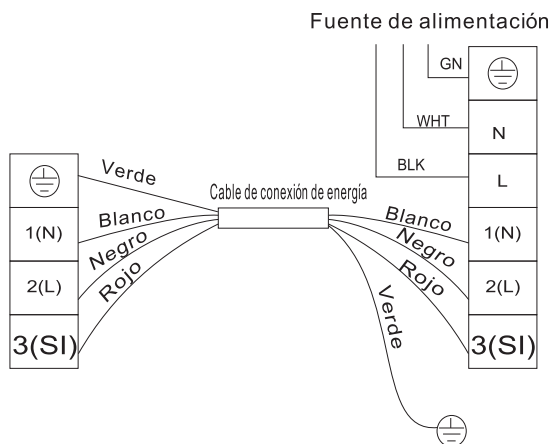 Fuente de alimentación
GN
WHT
N
BLK
L
Verde
Cable de conexión de energía
1(N)
Blanco
Blanco
1(N)
2(L)
Negro
Negro
2(L)
3(SI)
Rojo
Rojo
3(SI)
Verde